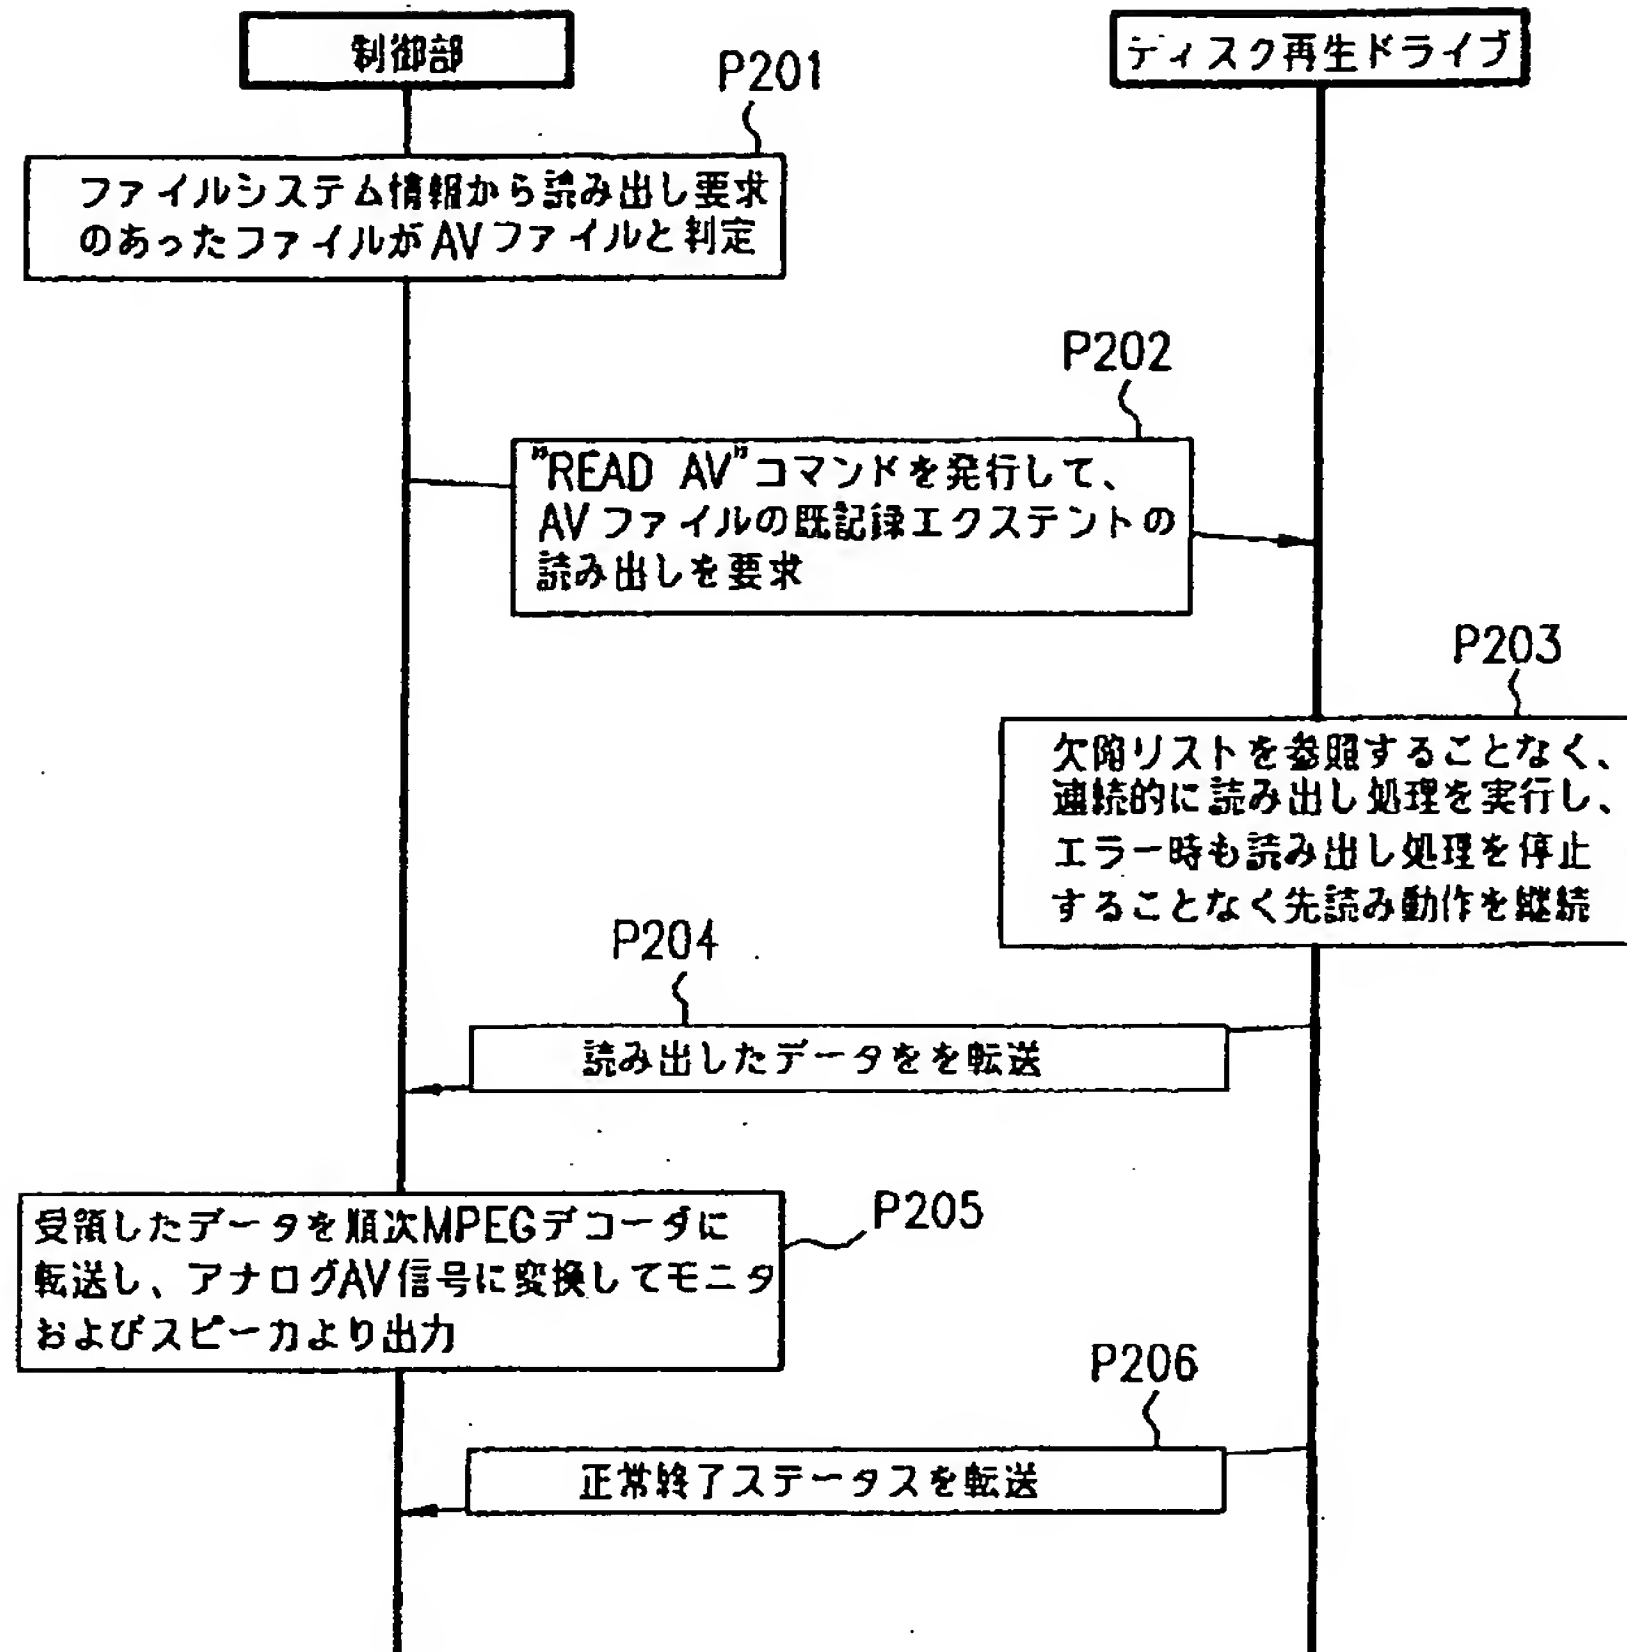 制御部
ディスク再生ドライブ
P201
ファイルシステム情報から読み出し要求
のあったファイルがAVファイルと判定
P202
"READ AV"コマンドを発行して、
AVファイルの既記録エクステントの
読み出しを要求
P203
欠陥リストを参照することなく、
連続的に読み出し処理を実行し、
エラー時も読み出し処理を停止
することなく先読み動作を継続
P204
読み出したデータをを転送
P205
受領したデータを順次MPEGデコーダに
転送し、アナログAV信号に変換してモニタ
およびスピーカより出力
P206
正常終了ステータスを転送